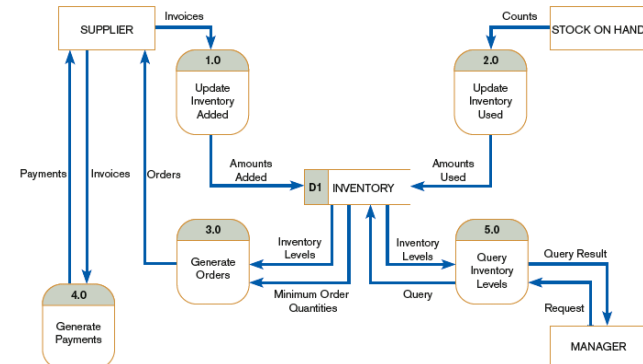 Invoices
Counts
SUPPLIER
STOCK ON HAND
1.0
Update
Inventory
Added
2.0
Update
Inventory
Used
Payments
Invoices
Orders
Amounts
Added
Amounts
Used
D1
INVENTORY
3.0
Generate
Orders
Inventory
Levels
Minimum Order
Quantities
Inventory
Levels
Query
5.0
Query
Inventory
Levels
Query Result
Request
4.0
Generate
Payments
MANAGER